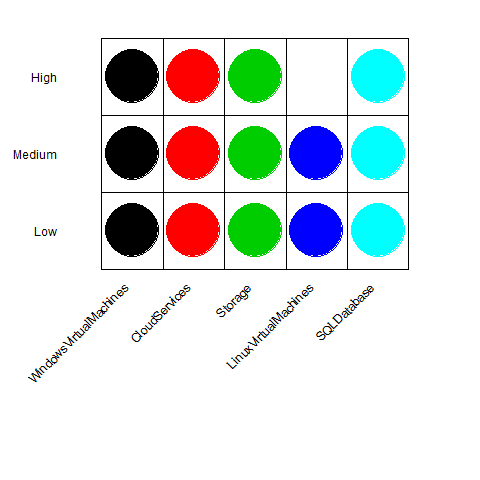 High
Medium
Low
WindowsVirtualMachines
CloudServices
Storage
LinuxVirtualMachines
SQLDatabase